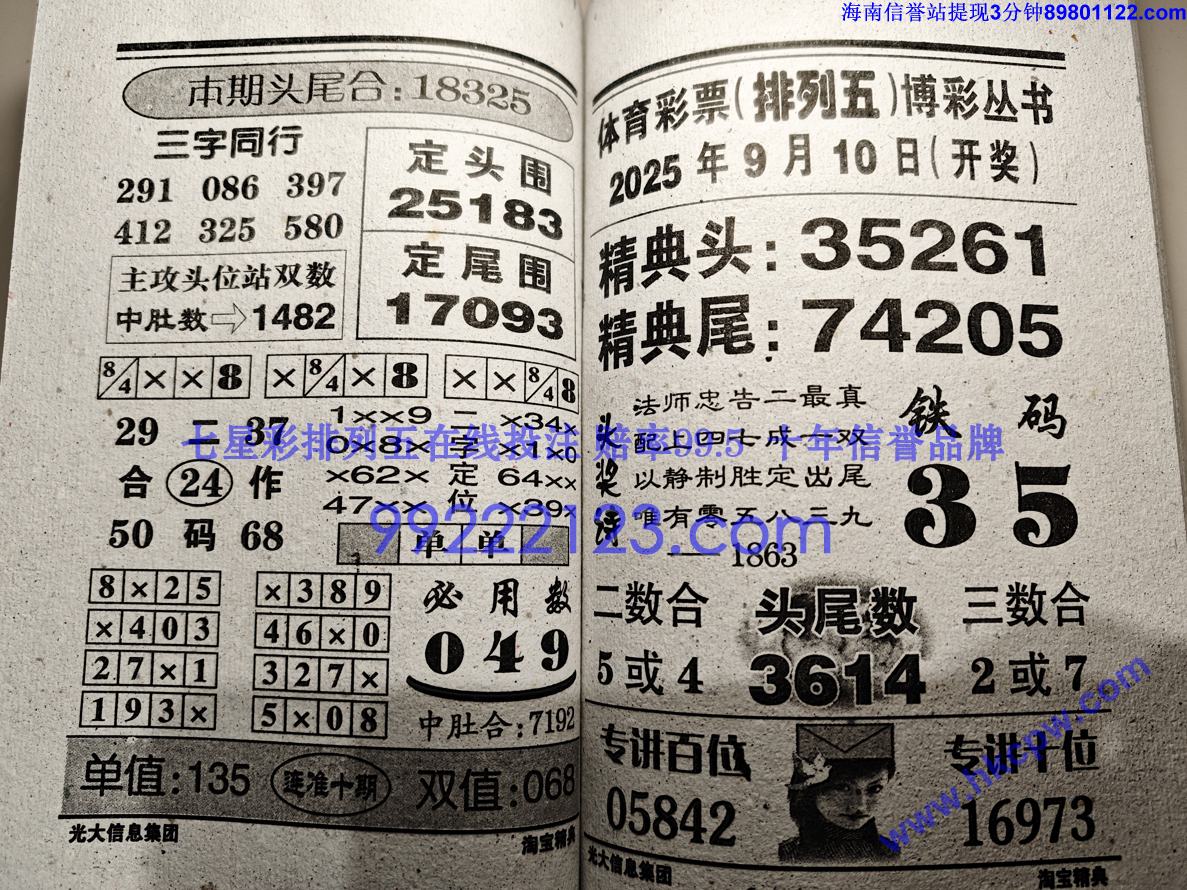 海南信誉站提现3分钟89801122.com
本期头尾合:18325
三字同行
291 086 397
412 325 580
主攻头位站双数
中肚数⇨1482
定头围
25183
定尾围
17093
8/4 × × 8
× 8/4 × 8
× × 8/4 8
29 二 37
合 24 作
50 码 68
1××9 二 ×34×
0×8× 字 ×1×0
×62× 定 64××
47×× 位 ×39×
单 单
8×25 ×389
×403 46×0
27×1 327×
193× 5×08
必用数
049
中肚合:7192
单值:135 连准十期 双值:068
光大信息集团 淘宝精典
体育彩票(排列五)博彩丛书
2025年9月10日(开奖)
精典头:35261
精典尾:74205
头奖诗
法师忠告二最真
配上四七成一双
以静制胜定出尾
唯有零五八三九
— 1863
铁码
35
二数合
5或4
头尾数
3614
三数合
2或7
专讲百位
05842
专讲十位
16973
光大信息集团 淘宝精典
七星彩排列五在线投注 赔率99.5 十年信誉品牌
99222123.com
www.hncpw.com